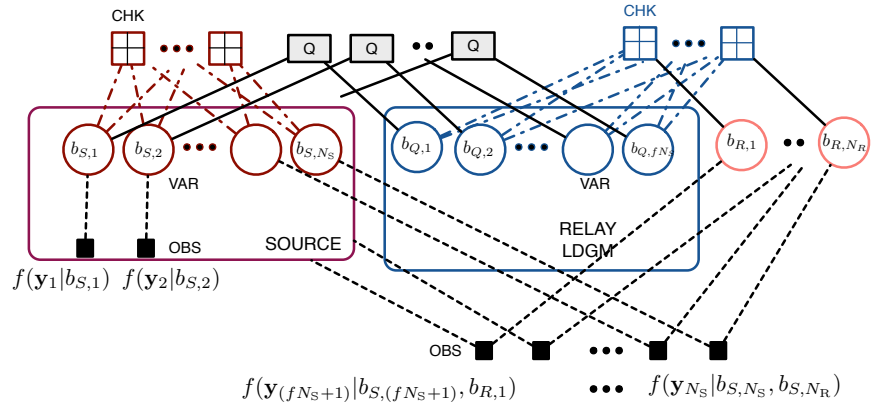 CHK
CHK
Q
Q
Q
b_{S,1}
b_{S,2}
b_{S,N_S}
b_{Q,1}
b_{Q,2}
b_{Q,fN_S}
b_{R,1}
b_{R,N_R}
VAR
VAR
OBS
SOURCE
RELAY
LDGM
f(y_1|b_{S,1})
f(y_2|b_{S,2})
OBS
f(y_{(fN_S+1)}|b_{S,(fN_S+1)}, b_{R,1})
f(y_{N_S}|b_{S,N_S}, b_{S,N_R})